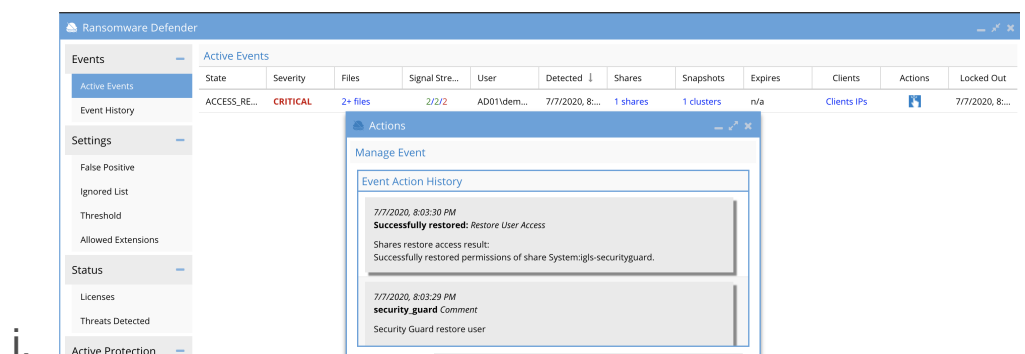 Ransomware Defender
Events
Active Events
Event History
Settings
False Positive
Ignored List
Threshold
Allowed Extensions
Status
Licenses
Threats Detected
Active Protection
Active Events
State Severity Files Signal Stre... User Detected ↓ Shares Snapshots Expires Clients Actions Locked Out
ACCESS_RE... CRITICAL 2+ files 2/2/2 AD01\dem... 7/7/2020, 8:... 1 shares 1 clusters n/a Clients IPs 7/7/2020, 8:...
Actions
Manage Event
Event Action History
7/7/2020, 8:03:30 PM
Successfully restored: Restore User Access
Shares restore access result:
Successfully restored permissions of share System:igls-securityguard.
7/7/2020, 8:03:29 PM
security_guard Comment
Security Guard restore user
i.